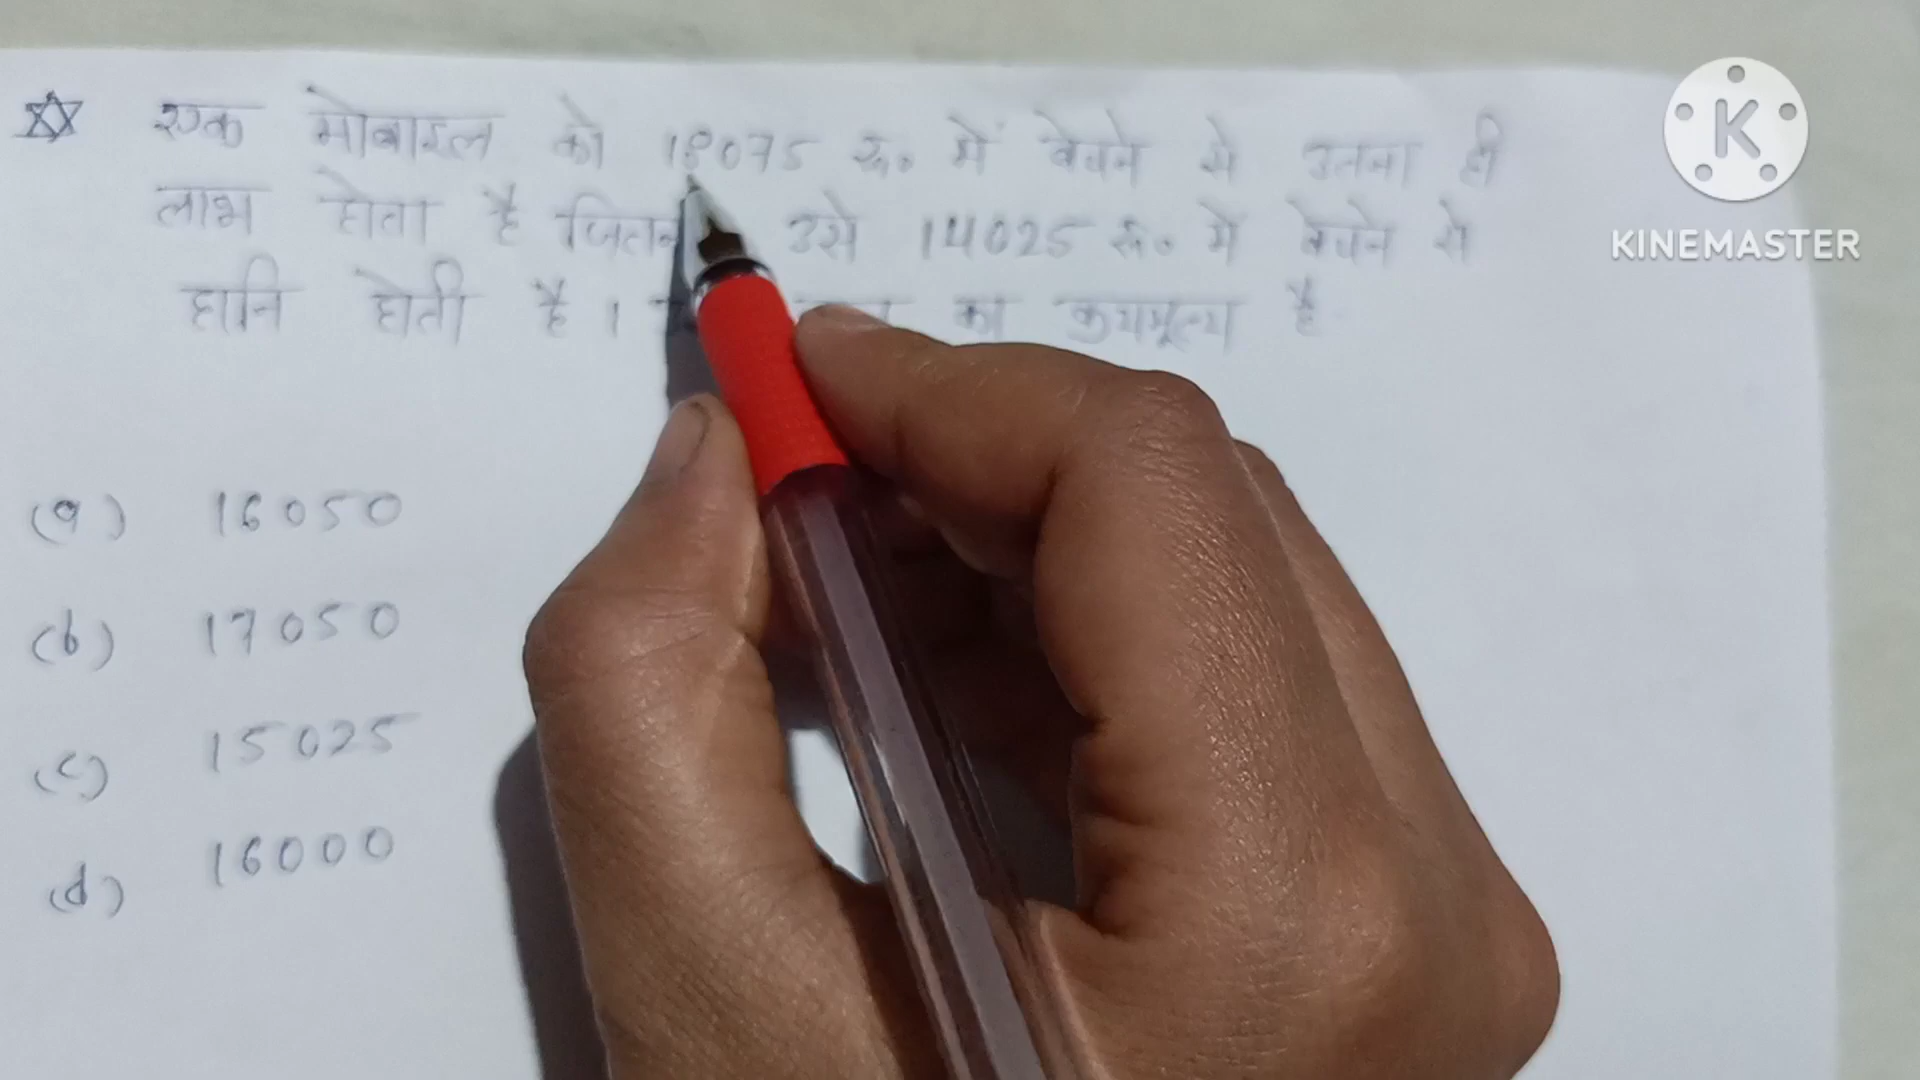 एक मोबाइल को 18075 रू० में बेचने से उतना ही
लाभ होता है जितना उसे 14025 रू० में बेचने से
हानि होती है। का क्रयमूल्य है
(a) 16050
(b) 17050
(c) 15025
(d) 16000
K
KINEMASTER